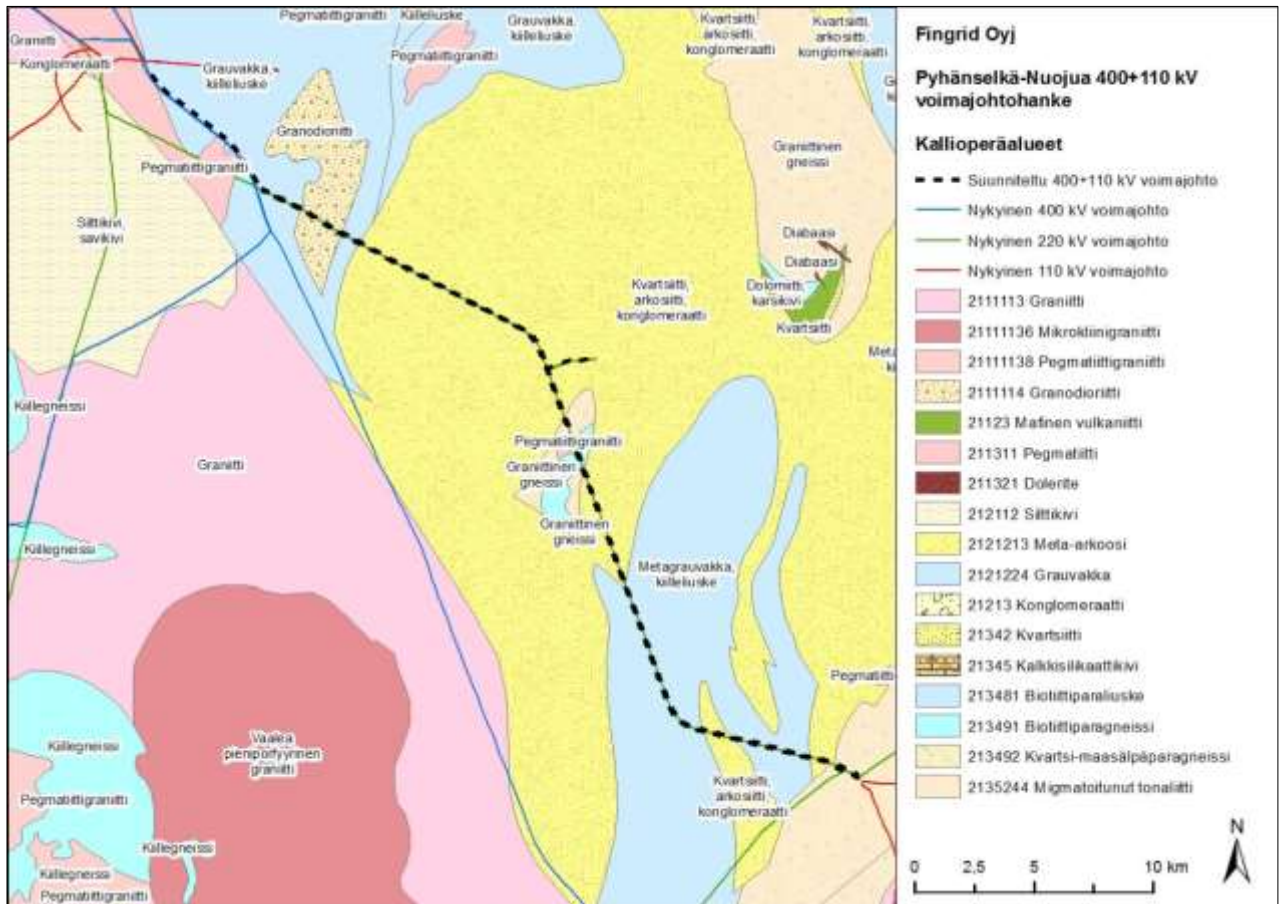 Pegmatiittigraniitti
Kiilleliuske
Grauvakka,
kiilleliuske
Kvartsiitti,
arkosiitti,
konglomeraatti
Kvartsiitti,
arkosiitti,
konglomeraatti
Graniitti
Konglomeraatti
Grauvakka,
kiilleliuske
Pegmatiittigraniitti
Granodioriitti
Graniittinen
gneissi
Pegmatiittigraniitti
Silttikivi,
savikivi
Diabaasi
Diabaasi
Dolomiitti,
karsikivi
Kvartsiitti
Kvartsiitti,
arkosiitti,
konglomeraatti
Kiillegneissi
Pegmatiittigraniitti
Graniittinen
gneissi
Graniitti
Graniittinen
gneissi
Kiillegneissi
Metagrauvakka,
kiilleliuske
Pegmatiitti
Vaalea
pieniporfyyrinen
graniitti
Kiillegneissi
Pegmatiittigraniitti
Kvartsiitti,
arkosiitti,
konglomeraatti
Kiillegneissi
Kiillegneissi
Pegmatiittigraniitti
Fingrid Oyj
Pyhänselkä-Nuojua 400+110 kV
voimajohtohanke
Kallioperäalueet
Suunniteltu 400+110 kV voimajohto
Nykyinen 400 kV voimajohto
Nykyinen 220 kV voimajohto
Nykyinen 110 kV voimajohto
2111113 Graniitti
21111136 Mikrokliinigraniitti
21111138 Pegmatiittigraniitti
2111114 Granodioriitti
21123 Mafinen vulkaniitti
211311 Pegmatiitti
211321 Dolerite
212112 Silttikivi
2121213 Meta-arkoosi
2121224 Grauvakka
21213 Konglomeraatti
21342 Kvartsiitti
21345 Kalkkisilikaattikivi
213481 Biotiittiparaliuske
213491 Biotiittiparagneissi
213492 Kvartsi-maasälpäparagneissi
2135244 Migmatoitunut tonaliitti
N
0 2,5 5 10 km